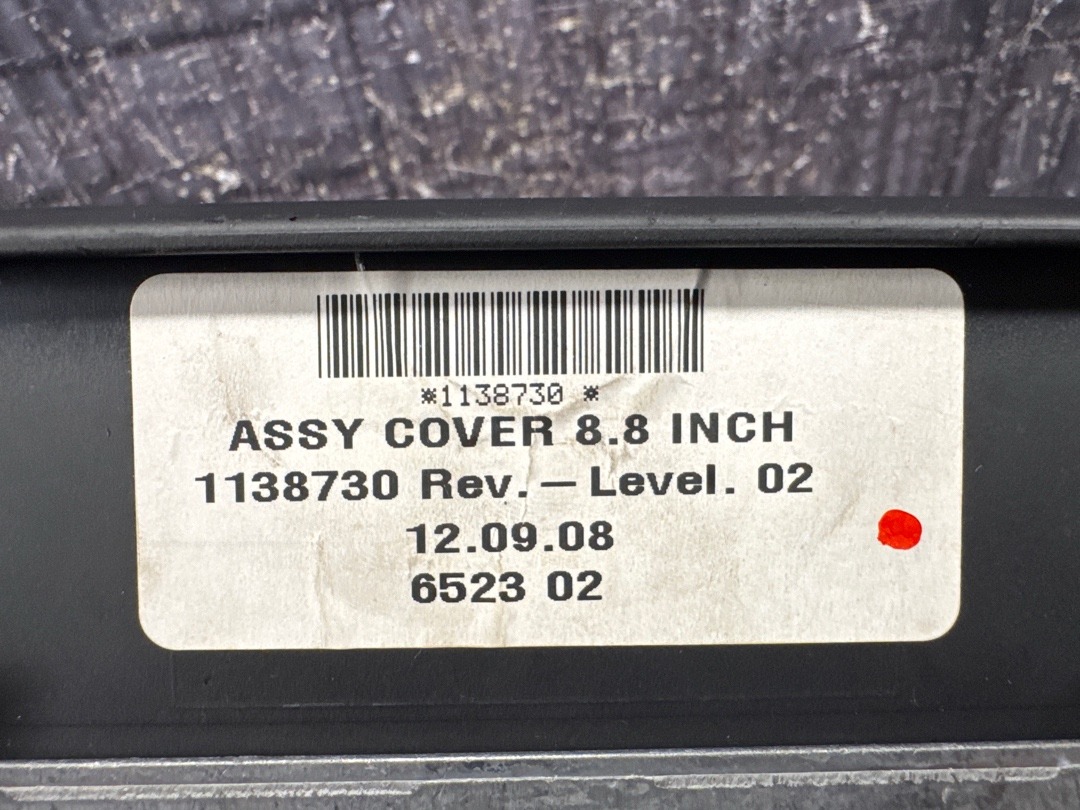 *1138730 *
ASSY COVER 8.8 INCH
1138730 Rev. — Level. 02
12.09.08
6523 02